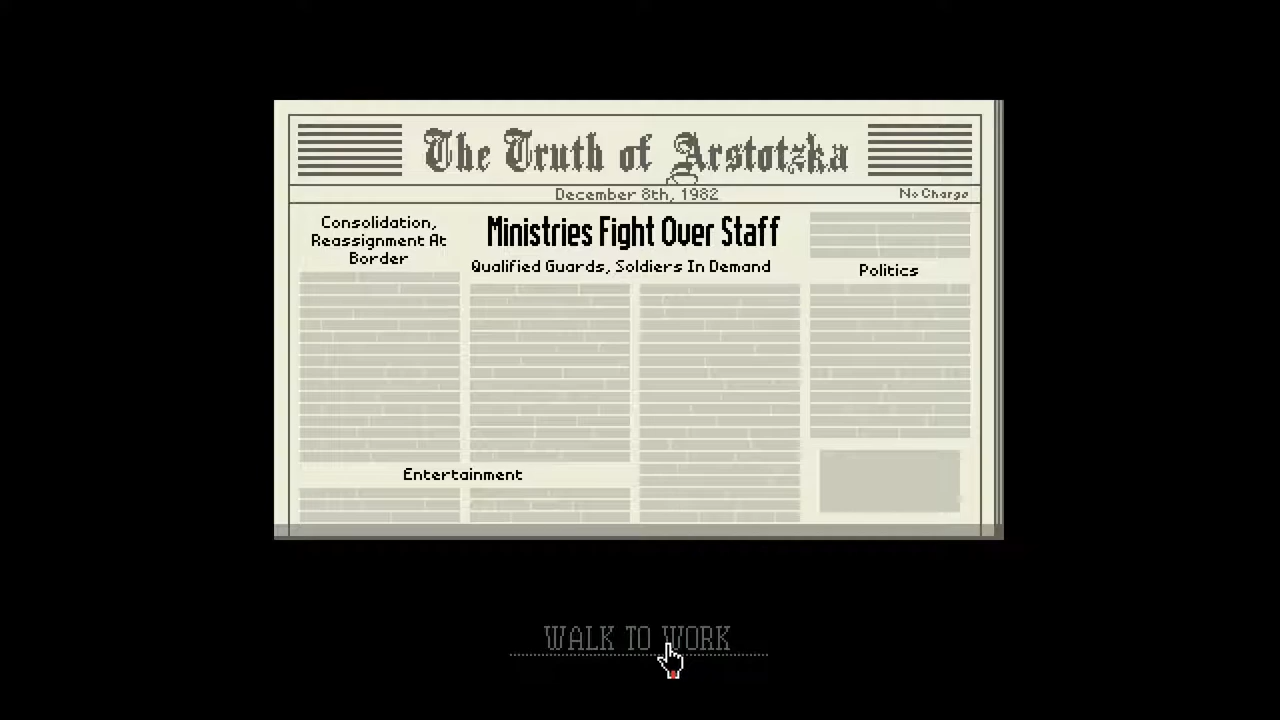 The Truth of Arstotzka
December 8th, 1982
No Charge
Consolidation,
Reassignment At
Border
Ministries Fight Over Staff
Qualified Guards, Soldiers In Demand
Politics
Entertainment
WALK TO WORK